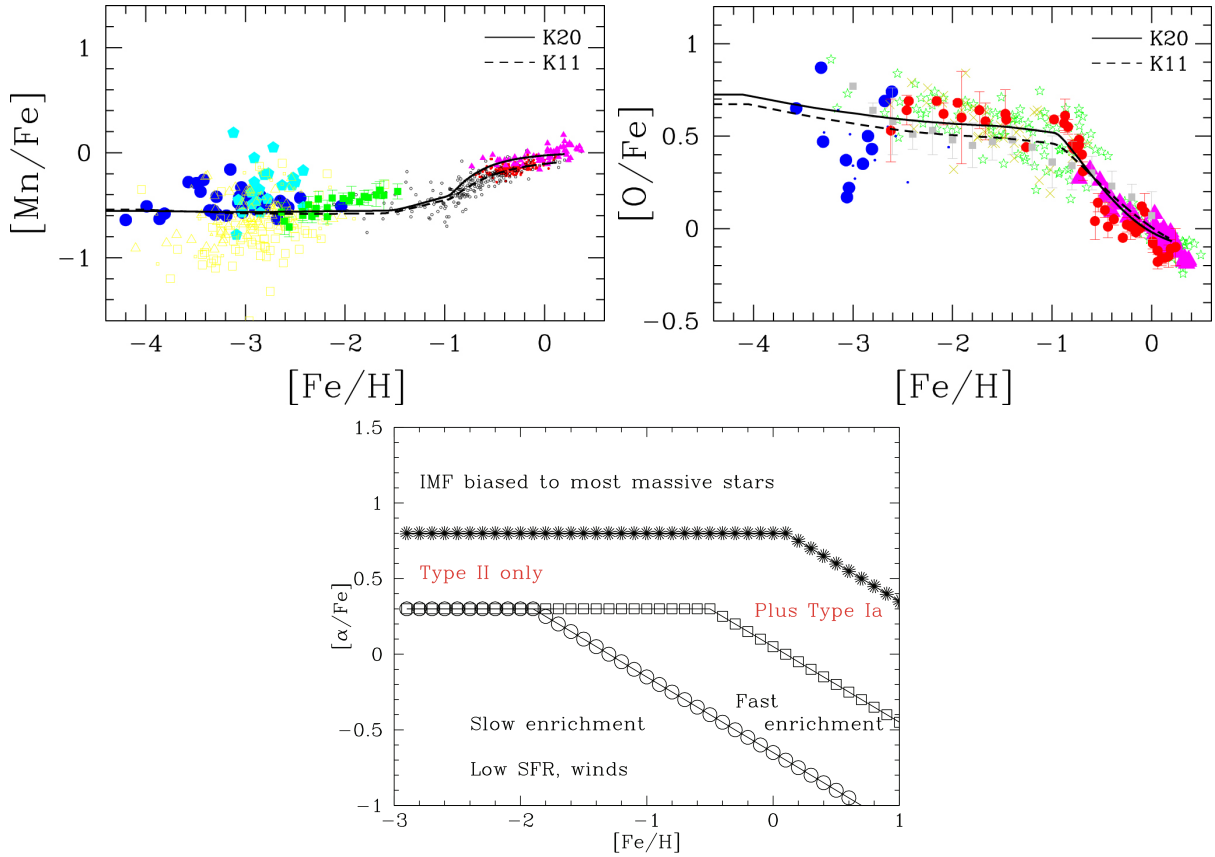 [Mn/Fe]
1
0
−1
K20
K11
−4
−3
−2
−1
0
[Fe/H]
[O/Fe]
1
0.5
0
−0.5
K20
K11
−4
−3
−2
−1
0
[Fe/H]
[α/Fe]
1.5
1
0.5
0
−0.5
−1
IMF biased to most massive stars
Type II only
Plus Type Ia
Fast
enrichment
Slow enrichment
Low SFR, winds
−3
−2
−1
0
1
[Fe/H]